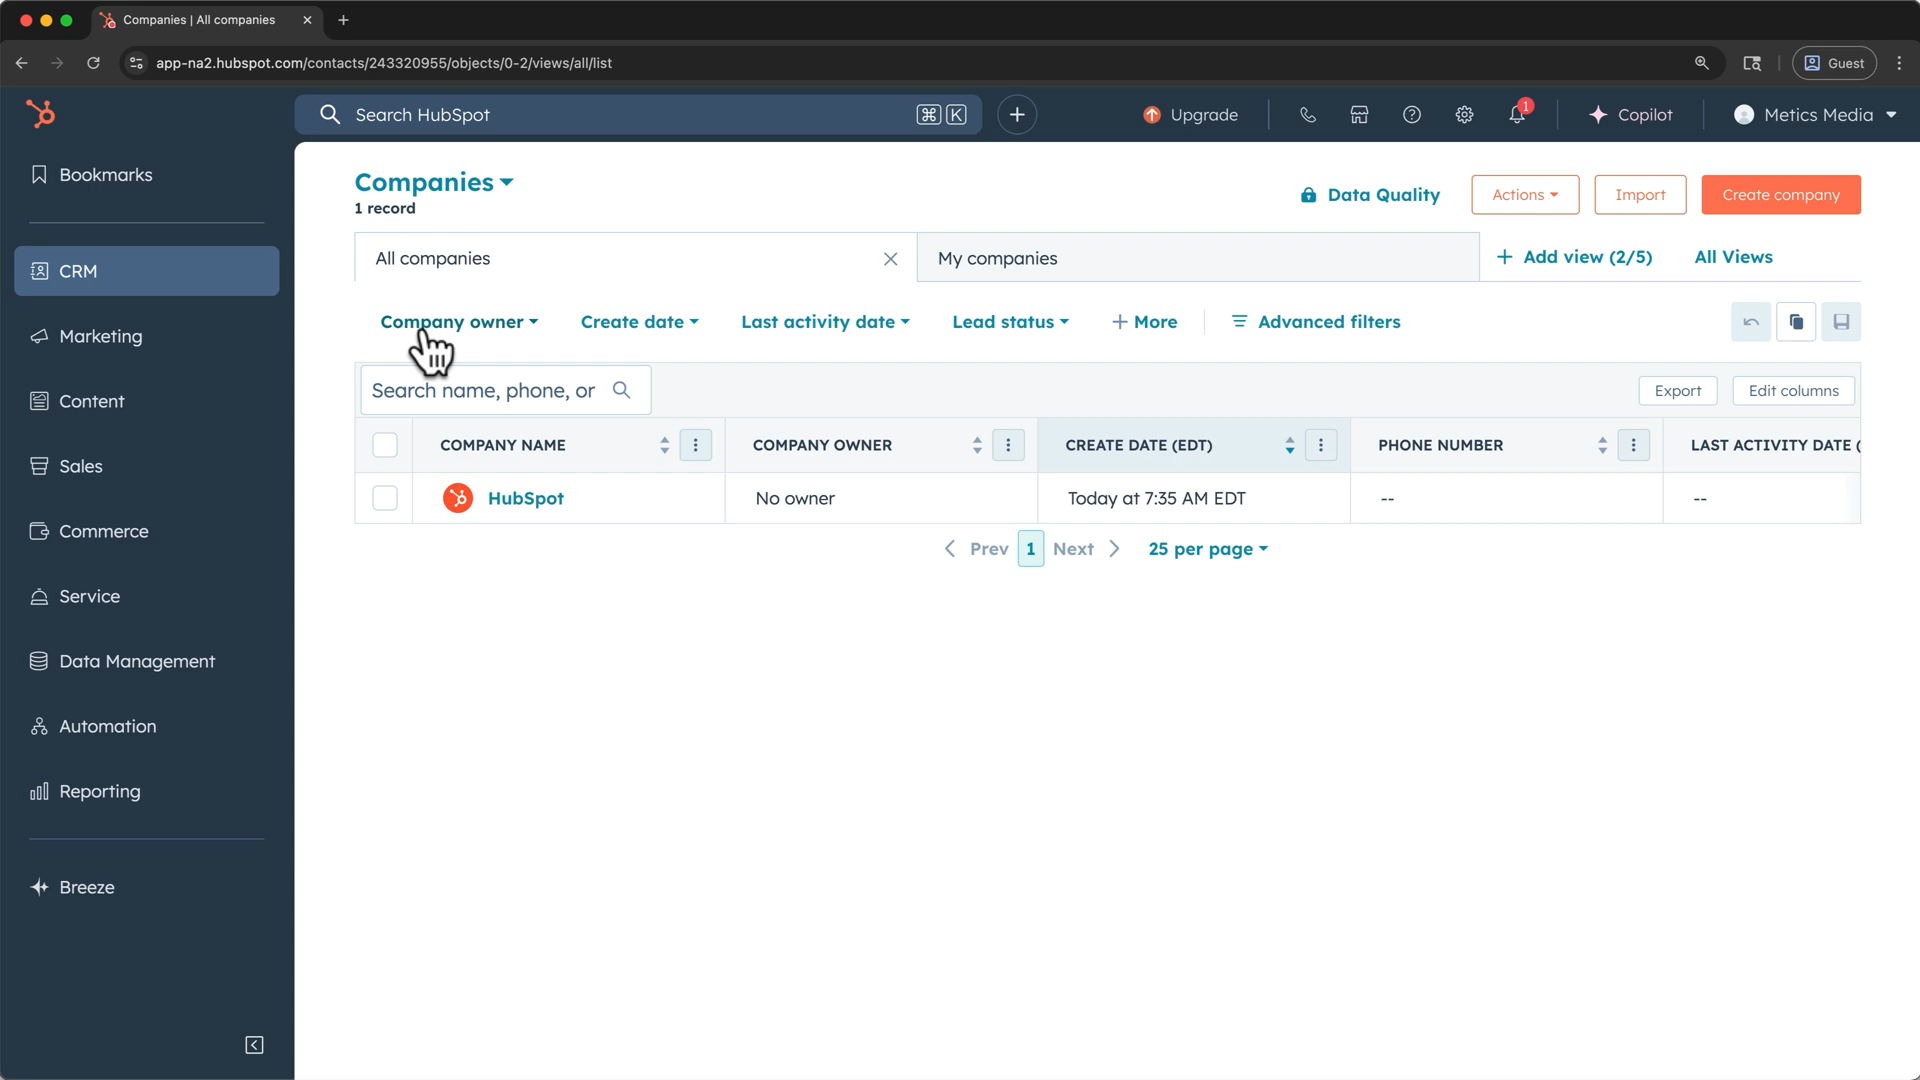 Companies | All companies
app-na2.hubspot.com/contacts/243320955/objects/0-2/views/all/list
Guest
Search HubSpot
⌘ K
Upgrade
1
Copilot
Metics Media
Bookmarks
CRM
Marketing
Content
Sales
Commerce
Service
Data Management
Automation
Reporting
Breeze
Companies
1 record
Data Quality
Actions
Import
Create company
All companies
My companies
+ Add view (2/5)
All Views
Company owner
Create date
Last activity date
Lead status
+ More
Advanced filters
Search name, phone, or
Export
Edit columns
COMPANY NAME
COMPANY OWNER
CREATE DATE (EDT)
PHONE NUMBER
LAST ACTIVITY DATE (
HubSpot
No owner
Today at 7:35 AM EDT
--
--
Prev
1
Next
25 per page